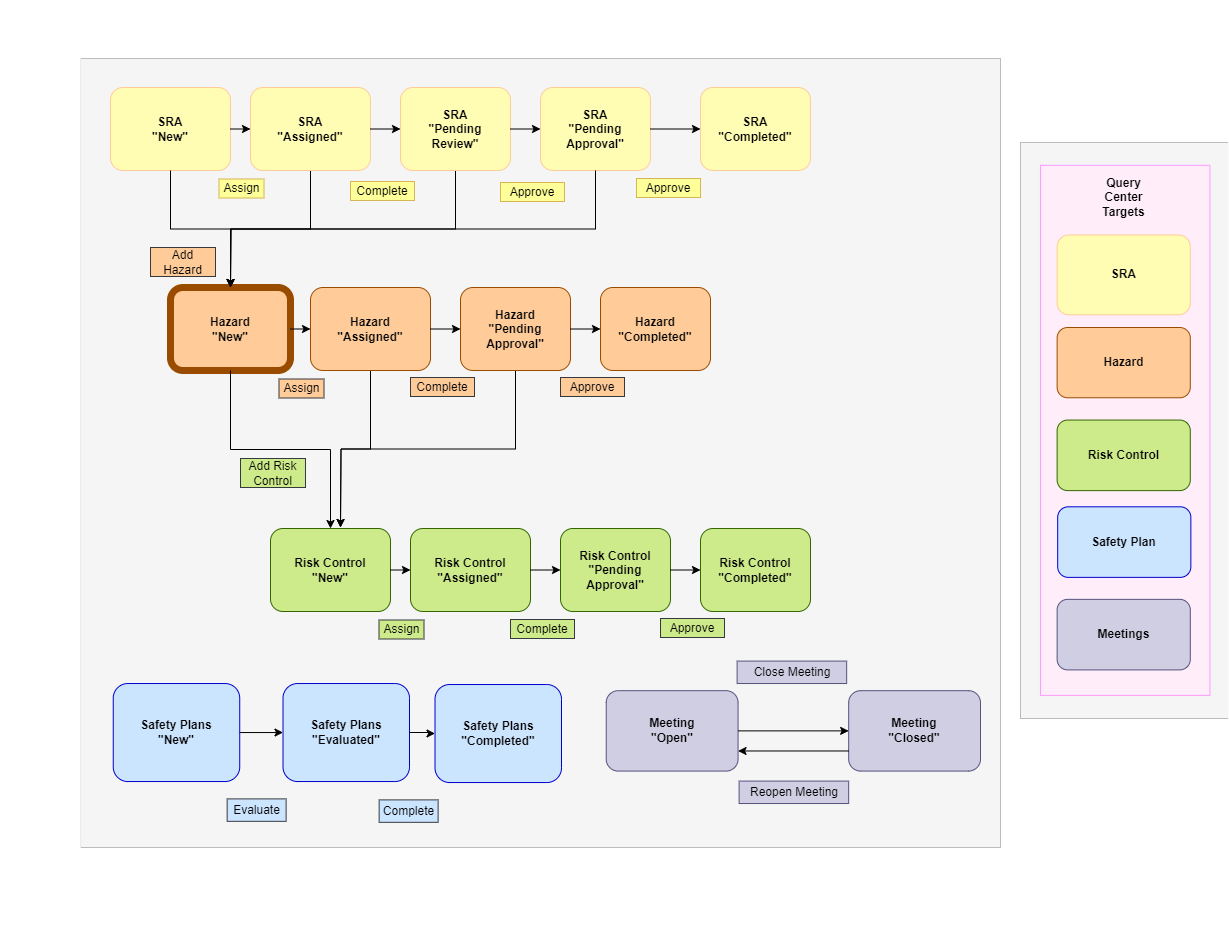 SRA
"New"
SRA
"Assigned"
SRA
"Pending
Review"
SRA
"Pending
Approval"
SRA
"Completed"
Assign
Complete
Approve
Approve
Add
Hazard
Hazard
"New"
Hazard
"Assigned"
Hazard
"Pending
Approval"
Hazard
"Completed"
Assign
Complete
Approve
Add Risk
Control
Risk Control
"New"
Risk Control
"Assigned"
Risk Control
"Pending
Approval"
Risk Control
"Completed"
Assign
Complete
Approve
Safety Plans
"New"
Safety Plans
"Evaluated"
Safety Plans
"Completed"
Evaluate
Complete
Close Meeting
Meeting
"Open"
Meeting
"Closed"
Reopen Meeting
Query
Center
Targets
SRA
Hazard
Risk Control
Safety Plan
Meetings